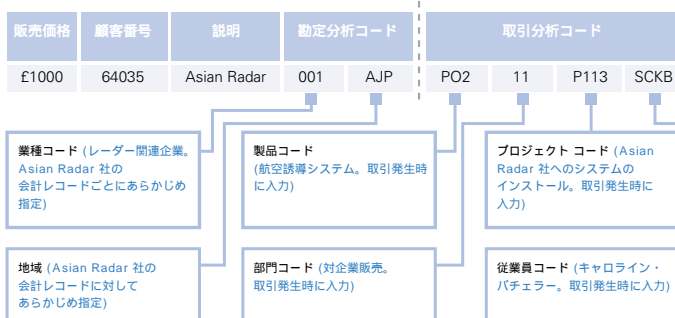 販売価格 顧客番号 説明 勘定分析コード 取引分析コード
£1000 64035 Asian Radar 001 AJP PO2 11 P113 SCKB
業種コード (レーダー関連企業。
Asian Radar 社の
会計レコードごとにあらかじめ
指定)
製品コード
(航空誘導システム。取引発生時
に入力)
プロジェクト コード (Asian
Radar 社へのシステムの
インストール。取引発生時に
入力)
地域 (Asian Radar 社の
会計レコードに対して
あらかじめ指定)
部門コード (対企業販売。
取引発生時に入力)
従業員コード (キャロライン・
バチェラー。取引発生時に入力)